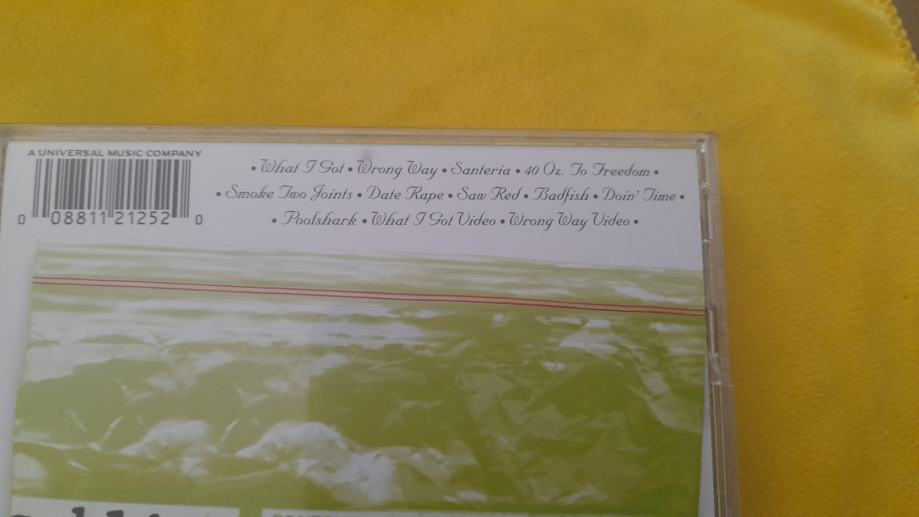 A UNIVERSAL MUSIC COMPANY
• What I Got • Wrong Way • Santeria • 40 Oz. To Freedom •
• Smoke Two Joints • Date Rape • Saw Red • Badfish • Doin' Time •
• Poolshark • What I Got Video • Wrong Way Video •
0 08811 21252 0